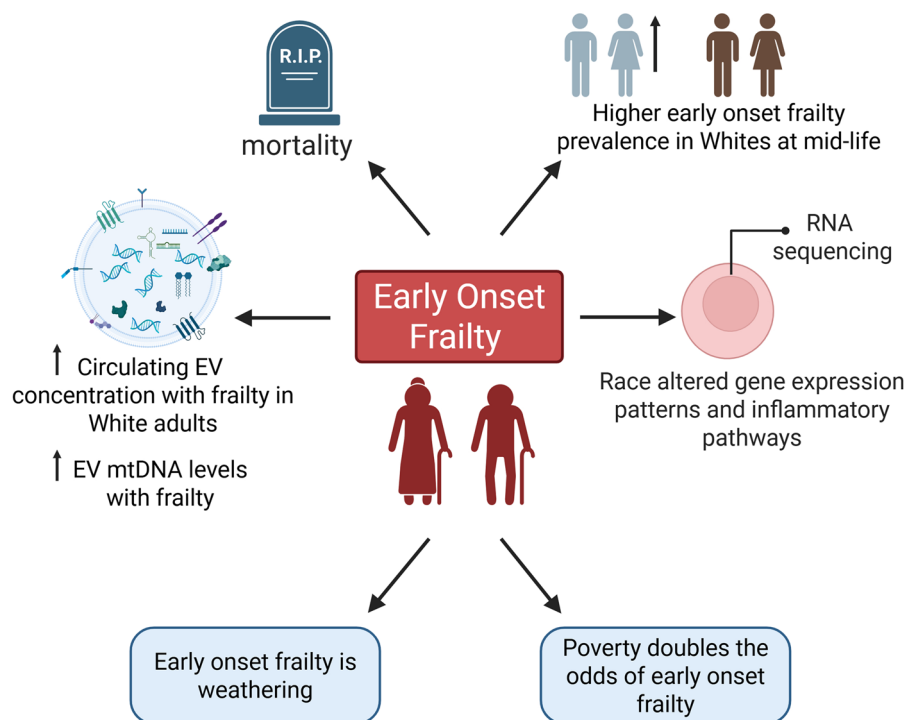 R.I.P.
mortality
Higher early onset frailty
prevalence in Whites at mid-life
RNA
sequencing
Early Onset
Frailty
Circulating EV
concentration with frailty in
White adults
EV mtDNA levels
with frailty
Race altered gene expression
patterns and inflammatory
pathways
Early onset frailty is
weathering
Poverty doubles the
odds of early onset
frailty